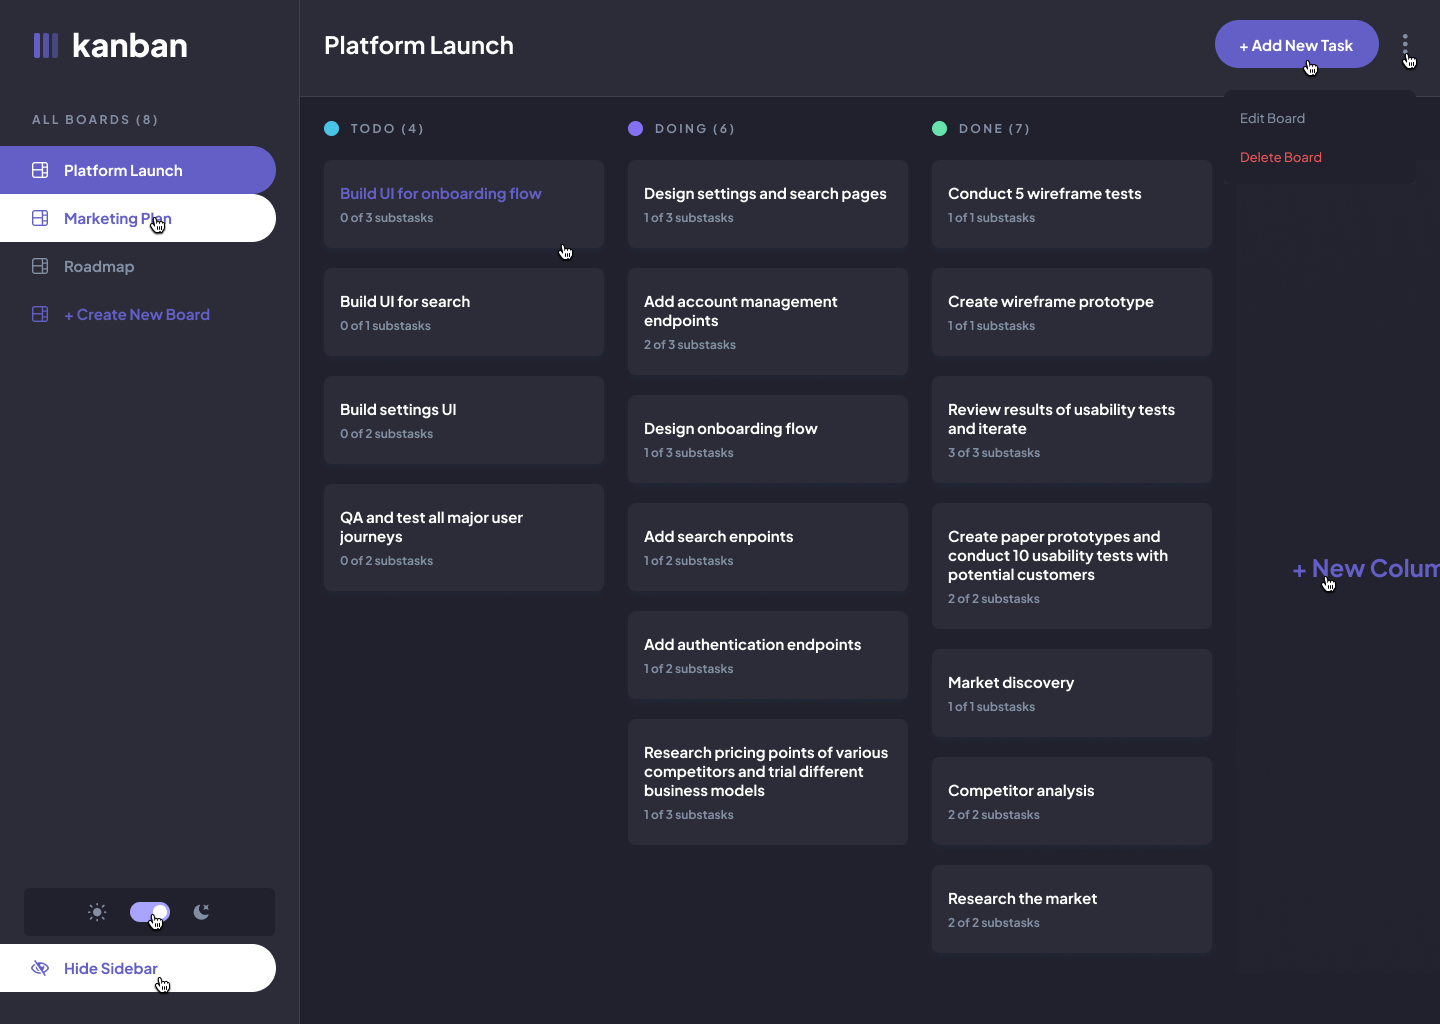 kanban
ALL BOARDS (8)
Platform Launch
Marketing Plan
Roadmap
+ Create New Board
Hide Sidebar
Platform Launch
+ Add New Task
Edit Board
Delete Board
TODO (4)
Build UI for onboarding flow
0 of 3 substasks
Build UI for search
0 of 1 substasks
Build settings UI
0 of 2 substasks
QA and test all major user
journeys
0 of 2 substasks
DOING (6)
Design settings and search pages
1 of 3 substasks
Add account management
endpoints
2 of 3 substasks
Design onboarding flow
1 of 3 substasks
Add search enpoints
1 of 2 substasks
Add authentication endpoints
1 of 2 substasks
Research pricing points of various
competitors and trial different
business models
1 of 3 substasks
DONE (7)
Conduct 5 wireframe tests
1 of 1 substasks
Create wireframe prototype
1 of 1 substasks
Review results of usability tests
and iterate
3 of 3 substasks
Create paper prototypes and
conduct 10 usability tests with
potential customers
2 of 2 substasks
Market discovery
1 of 1 substasks
Competitor analysis
2 of 2 substasks
Research the market
2 of 2 substasks
+ New Colum